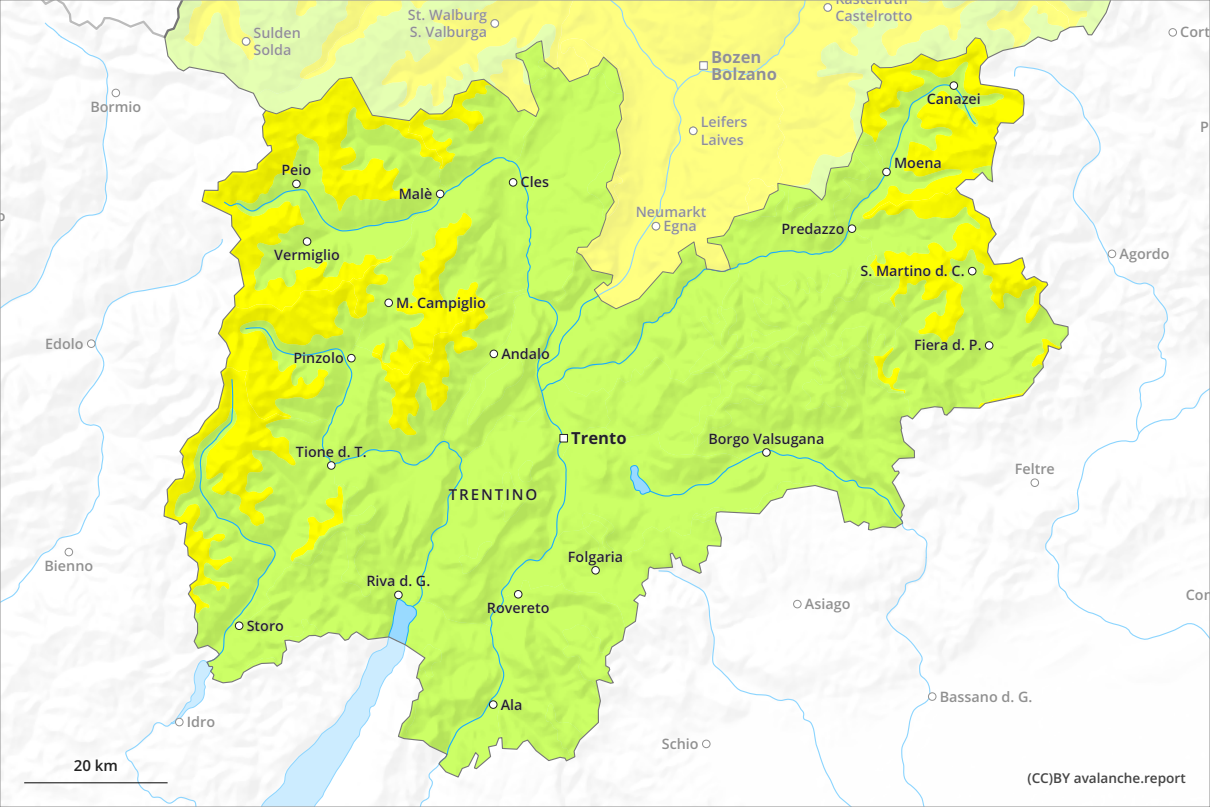 Kastelruth
Castelrotto
St. Walburg
S. Valburga
Sulden
Solda
Cort
Bozen
Bolzano
Bormio
Canazei
Leifers
Laives
P
Moena
Peio
Malè
Cles
Neumarkt
Egna
Predazzo
Vermiglio
Agordo
S. Martino d. C.
M. Campiglio
Edolo
Pinzolo
Andalo
Fiera d. P.
Trento
Borgo Valsugana
Tione d. T.
Feltre
TRENTINO
Bienno
Folgaria
Riva d. G.
Cor
Rovereto
Asiago
Storo
Bassano d. G.
Ala
Idro
Schio
20 km
(CC)BY avalanche.report